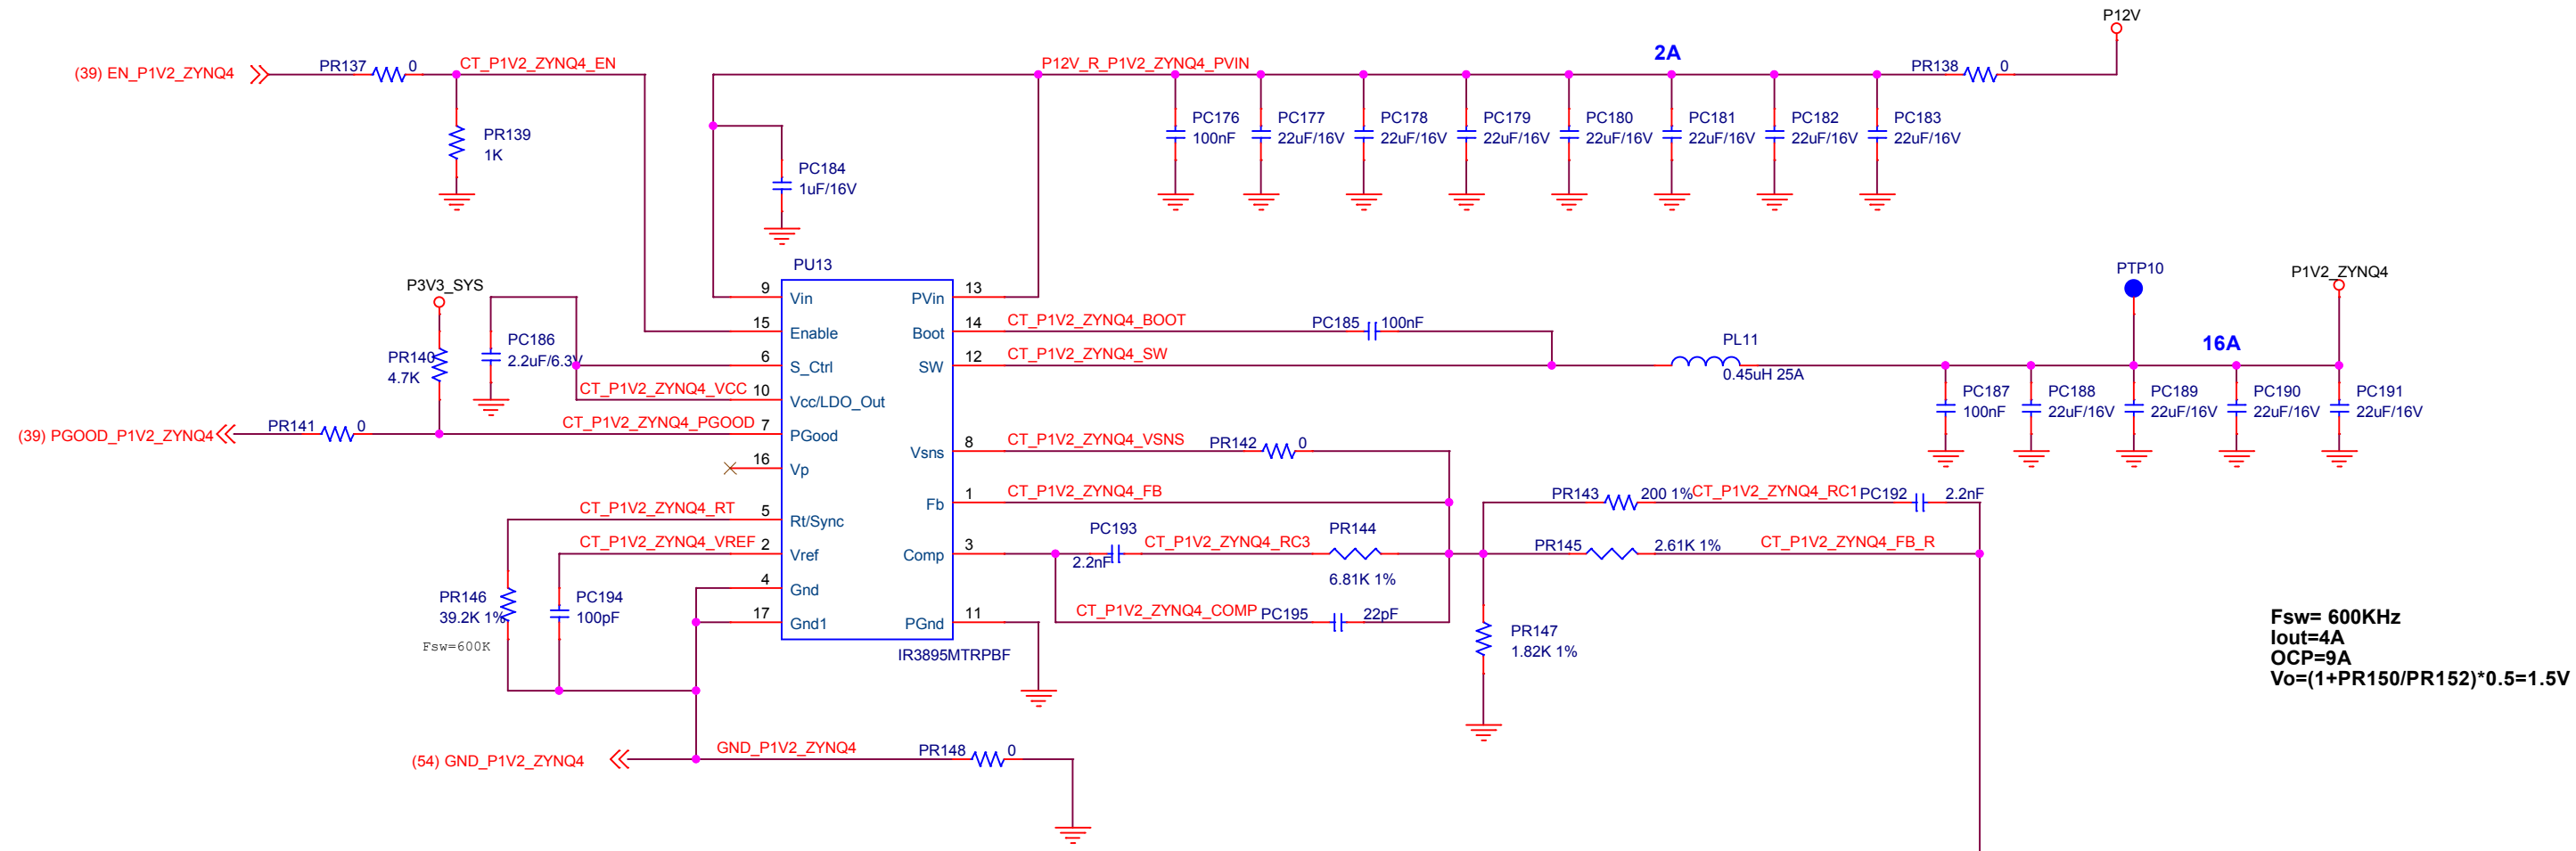 P12V
2A
(39) EN_P1V2_ZYNQ4
PR137
0
CT_P1V2_ZYNQ4_EN
P12V_R_P1V2_ZYNQ4_PVIN
PR138
0
PR139
1K
PC176
100nF
PC177
22uF/16V
PC178
22uF/16V
PC179
22uF/16V
PC180
22uF/16V
PC181
22uF/16V
PC182
22uF/16V
PC183
22uF/16V
PC184
1uF/16V
PU13
P3V3_SYS
PTP10
P1V2_ZYNQ4
9
Vin
PVin
13
15
Enable
Boot
14
CT_P1V2_ZYNQ4_BOOT
PC185
100nF
PC186
2.2uF/6.3V
PR140
4.7K
6
S_Ctrl
SW
12
CT_P1V2_ZYNQ4_SW
PL11
0.45uH 25A
16A
CT_P1V2_ZYNQ4_VCC
10
Vcc/LDO_Out
PC187
100nF
PC188
22uF/16V
PC189
22uF/16V
PC190
22uF/16V
PC191
22uF/16V
(39) PGOOD_P1V2_ZYNQ4
PR141
0
CT_P1V2_ZYNQ4_PGOOD
7
PGood
Vsns
8
CT_P1V2_ZYNQ4_VSNS
PR142
0
16
Vp
Fb
1
CT_P1V2_ZYNQ4_FB
PR143
200 1%
CT_P1V2_ZYNQ4_RC1
PC192
2.2nF
CT_P1V2_ZYNQ4_RT
5
Rt/Sync
CT_P1V2_ZYNQ4_VREF
2
Vref
Comp
3
PC193
2.2nF
CT_P1V2_ZYNQ4_RC3
PR144
6.81K 1%
PR145
2.61K 1%
CT_P1V2_ZYNQ4_FB_R
PR146
39.2K 1%
Fsw=600K
PC194
100pF
4
Gnd
17
Gnd1
PGnd
11
CT_P1V2_ZYNQ4_COMP
PC195
22pF
PR147
1.82K 1%
IR3895MTRPBF
Fsw= 600KHz
Iout=4A
OCP=9A
Vo=(1+PR150/PR152)*0.5=1.5V
(54) GND_P1V2_ZYNQ4
GND_P1V2_ZYNQ4
PR148
0